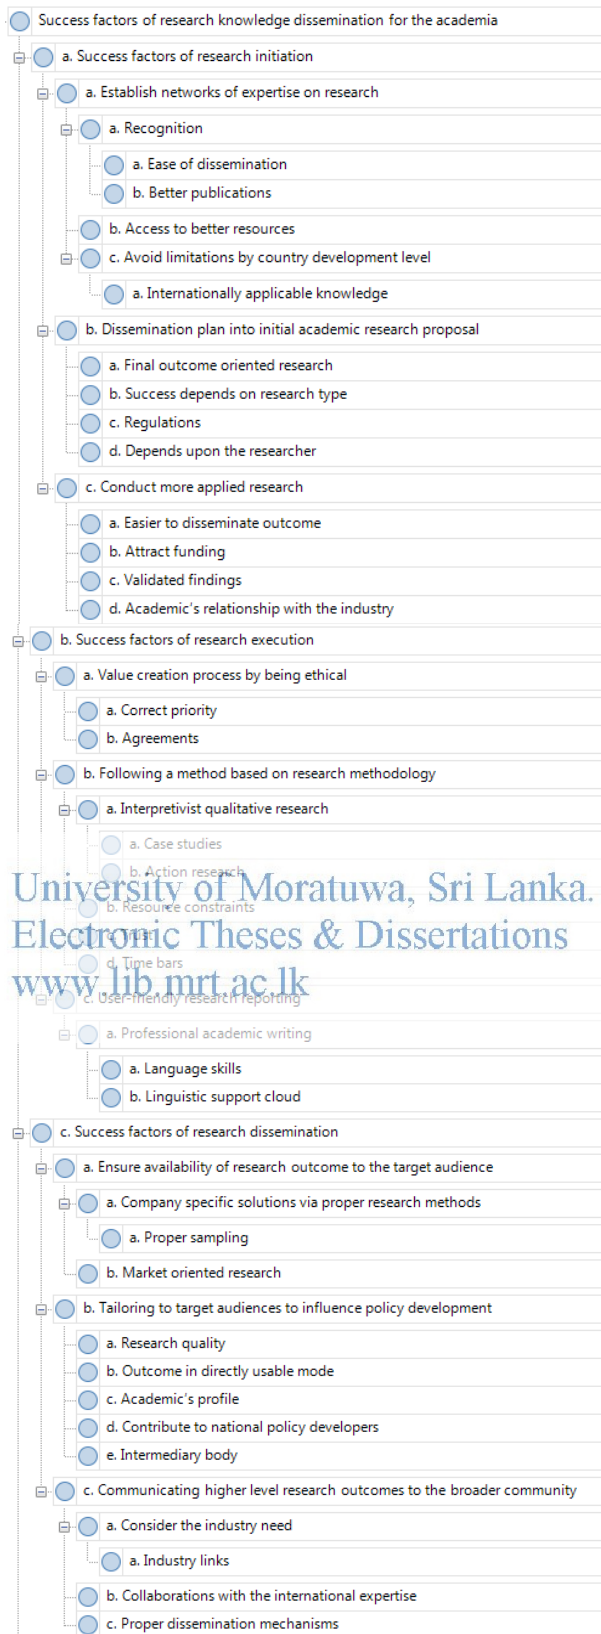 Success factors of research knowledge dissemination for the academia
a. Success factors of research initiation
a. Establish networks of expertise on research
a. Recognition
a. Ease of dissemination
b. Better publications
b. Access to better resources
c. Avoid limitations by country development level
a. Internationally applicable knowledge
b. Dissemination plan into initial academic research proposal
a. Final outcome oriented research
b. Success depends on research type
c. Regulations
d. Depends upon the researcher
c. Conduct more applied research
a. Easier to disseminate outcome
b. Attract funding
c. Validated findings
d. Academic's relationship with the industry
b. Success factors of research execution
a. Value creation process by being ethical
a. Correct priority
b. Agreements
b. Following a method based on research methodology
a. Interpretivist qualitative research
a. Case studies
b. Action research
University of Moratuwa, Sri Lanka.
b. Resource constraints
Electronic Theses & Dissertations
c. Trust
d. Time bars
www.lib.mrt.ac.lk
c. User-friendly research reporting
a. Professional academic writing
a. Language skills
b. Linguistic support cloud
c. Success factors of research dissemination
a. Ensure availability of research outcome to the target audience
a. Company specific solutions via proper research methods
a. Proper sampling
b. Market oriented research
b. Tailoring to target audiences to influence policy development
a. Research quality
b. Outcome in directly usable mode
c. Academic's profile
d. Contribute to national policy developers
e. Intermediary body
c. Communicating higher level research outcomes to the broader community
a. Consider the industry need
a. Industry links
b. Collaborations with the international expertise
c. Proper dissemination mechanisms